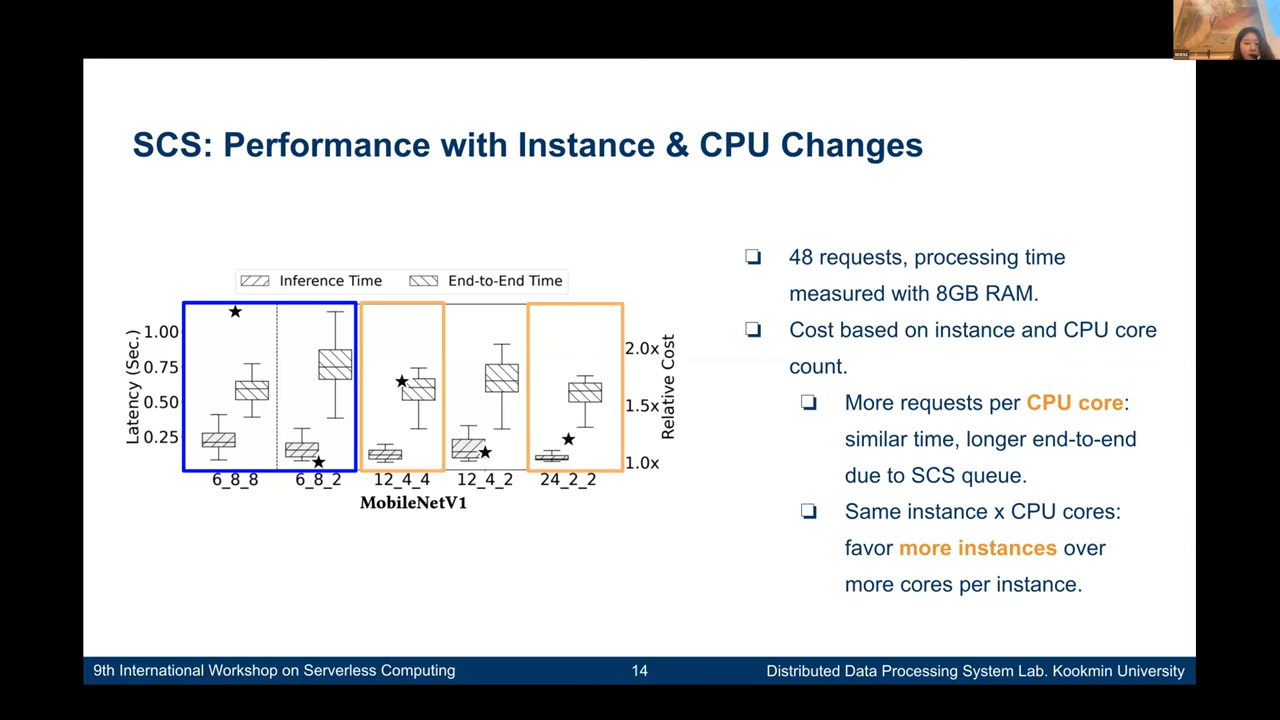 SCS: Performance with Instance & CPU Changes
Inference Time
End-to-End Time
Latency (Sec.)
1.00
0.75
0.50
0.25
2.0x
1.5x
1.0x
Relative Cost
6_8_8
6_8_2
12_4_4
12_4_2
24_2_2
MobileNetV1
48 requests, processing time
measured with 8GB RAM.
Cost based on instance and CPU core
count.
More requests per CPU core:
similar time, longer end-to-end
due to SCS queue.
Same instance x CPU cores:
favor more instances over
more cores per instance.
9th International Workshop on Serverless Computing
14
Distributed Data Processing System Lab. Kookmin University